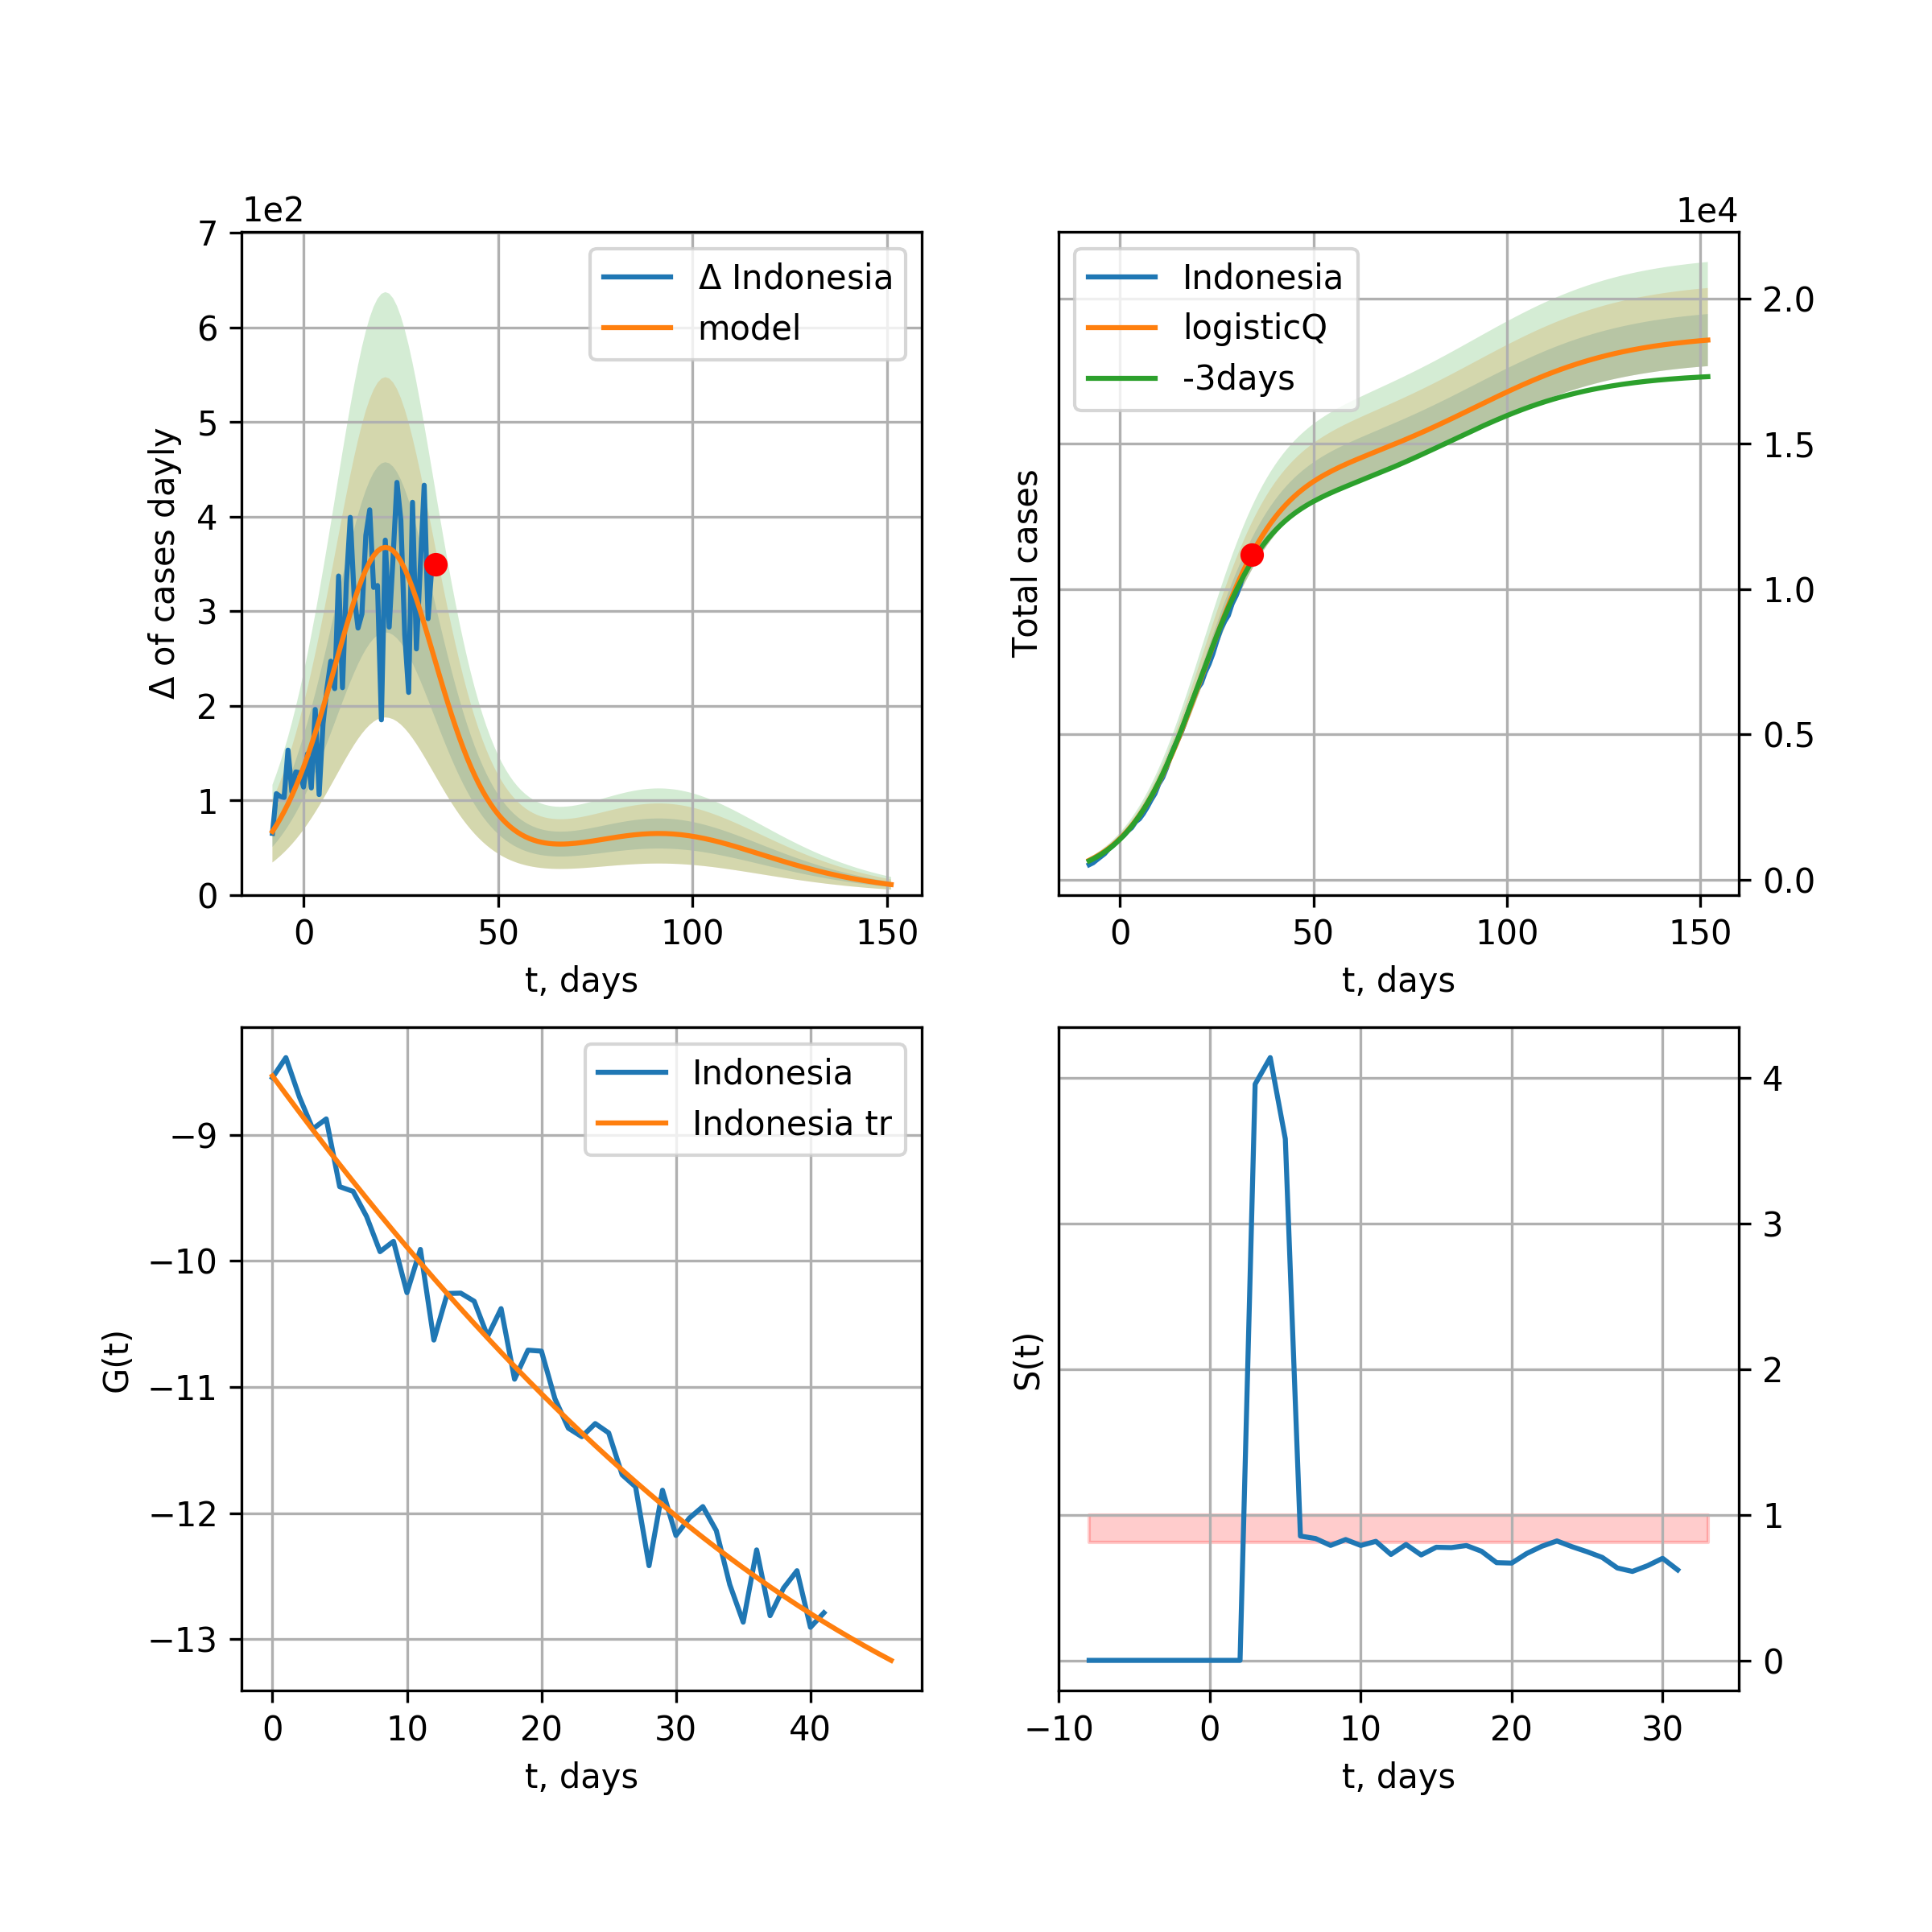 1e2
7
6
5
4
3
2
1
0
Δ of cases dayly
Δ Indonesia
model
0 50 100 150
t, days
1e4
2.0
1.5
1.0
0.5
0.0
Total cases
Indonesia
logisticQ
-3days
0 50 100 150
t, days
−9
−10
−11
−12
−13
G(t)
Indonesia
Indonesia tr
0 10 20 30 40
t, days
4
3
2
1
0
S(t)
−10 0 10 20 30
t, days